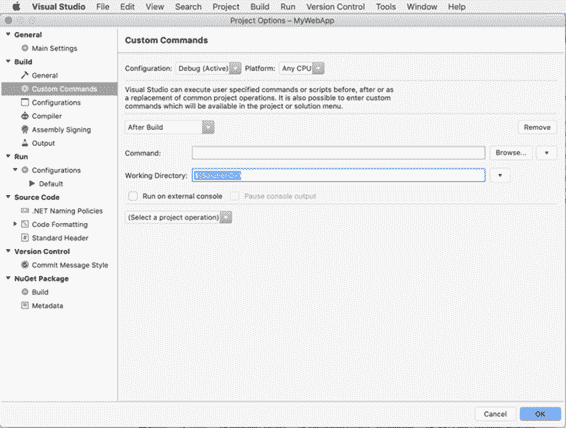 Visual Studio File Edit View Search Project Build Run Version Control Tools Window Help
Project Options – MyWebApp
General
Main Settings
Build
General
Custom Commands
Configurations
Compiler
Assembly Signing
Output
Run
Configurations
Default
Source Code
.NET Naming Policies
Code Formatting
Standard Header
Version Control
Commit Message Style
NuGet Package
Build
Metadata
Custom Commands
Configuration: Debug (Active) Platform: Any CPU
Visual Studio can execute user specified commands or scripts before, after or as
a replacement of common project operations. It is also possible to enter custom
commands which will be available in the project or solution menu.
After Build Remove
Command: Browse...
Working Directory:
Run on external console Pause console output
(Select a project operation)
Cancel OK